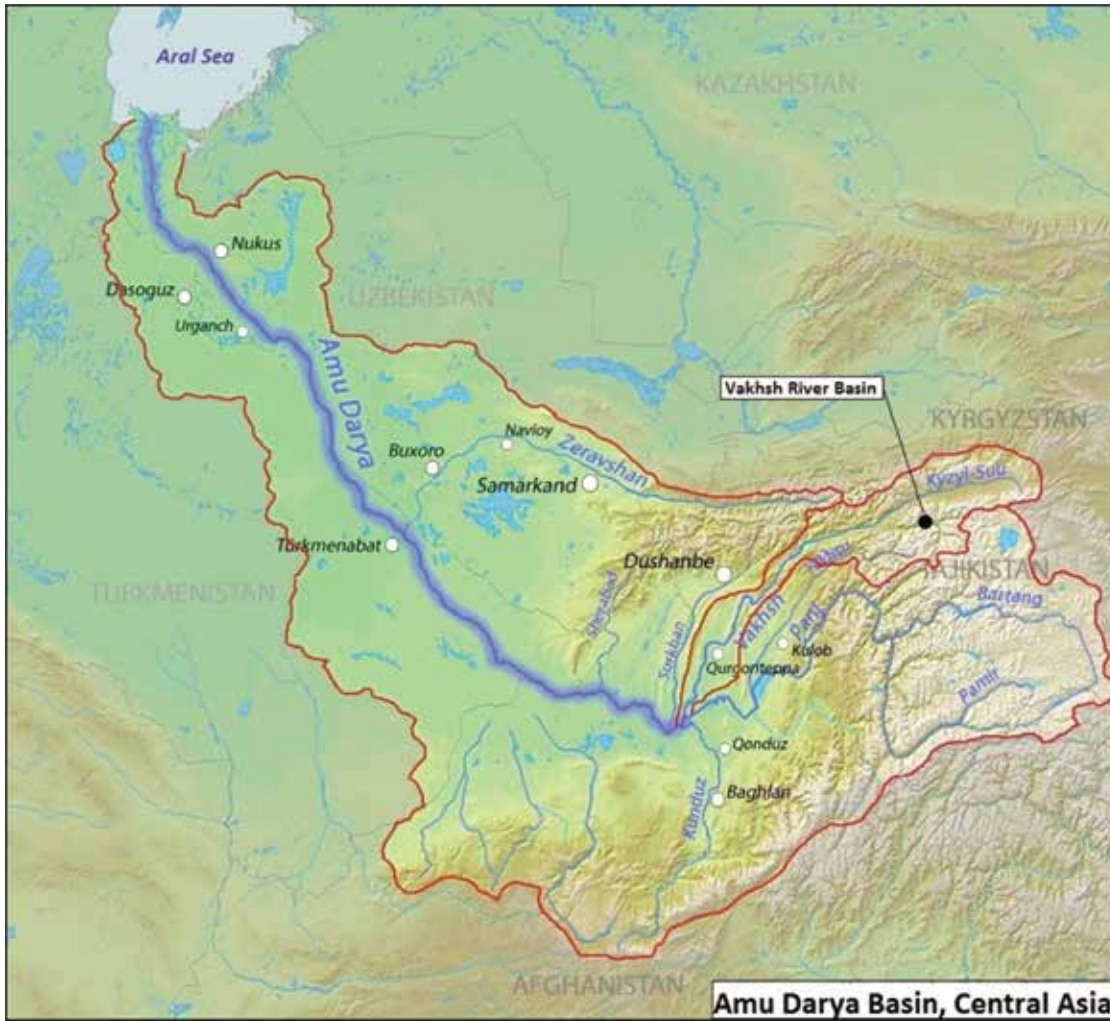 Aral Sea
KAZAKHSTAN
Nukus
Dasoguz
UZBEKISTAN
Urganch
Amu Darya
Vakhsh River Basin
KYRGYZSTAN
Navioy
Buxoro
Zeravshan
Kyzyl-Suu
Samarkand
Turkmenabat
Dushanbe
TAJIKISTAN
TURKMENISTAN
Bartang
Sherabad
Vakhsh
Panj
Surkhan
Kulob
Qurgonteppa
Pamir
Qonduz
Kunduz
Baghlan
AFGHANISTAN
Amu Darya Basin, Central Asia